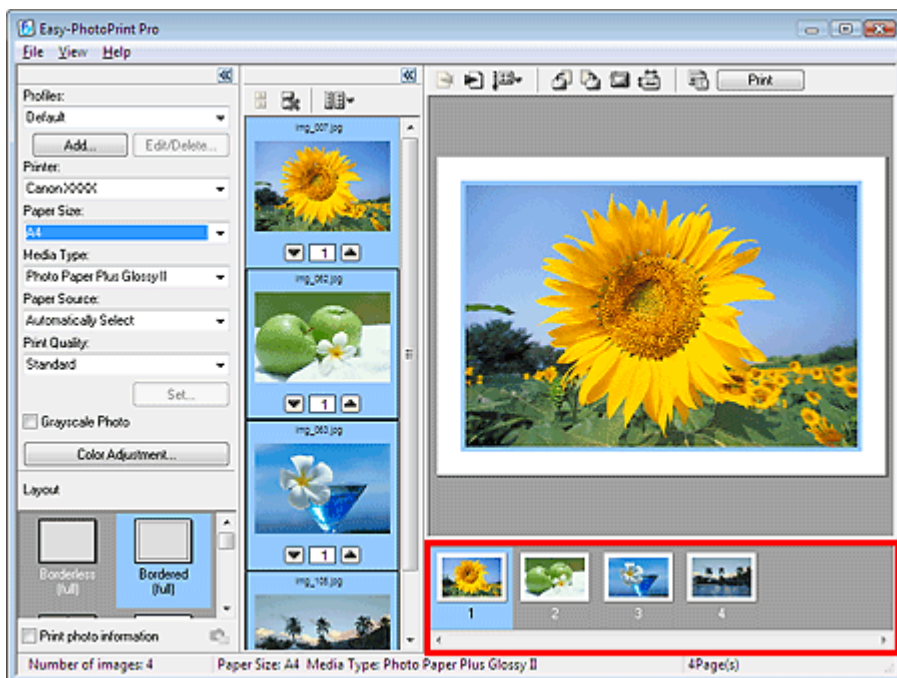 Easy-PhotoPrint Pro
File View Help
Profiles:
Default
Add... Edit/Delete...
Printer:
Canon XXXX
Paper Size:
A4
Media Type:
Photo Paper Plus Glossy II
Paper Source:
Automatically Select
Print Quality:
Standard
Set...
Grayscale Photo
Color Adjustment...
Layout
Borderless (full)
Bordered (full)
Print photo information
img_007.jpg
1
img_062.jpg
1
img_063.jpg
1
img_108.jpg
Print
1 2 3 4
Number of images: 4 Paper Size: A4 Media Type: Photo Paper Plus Glossy II 4Page(s)